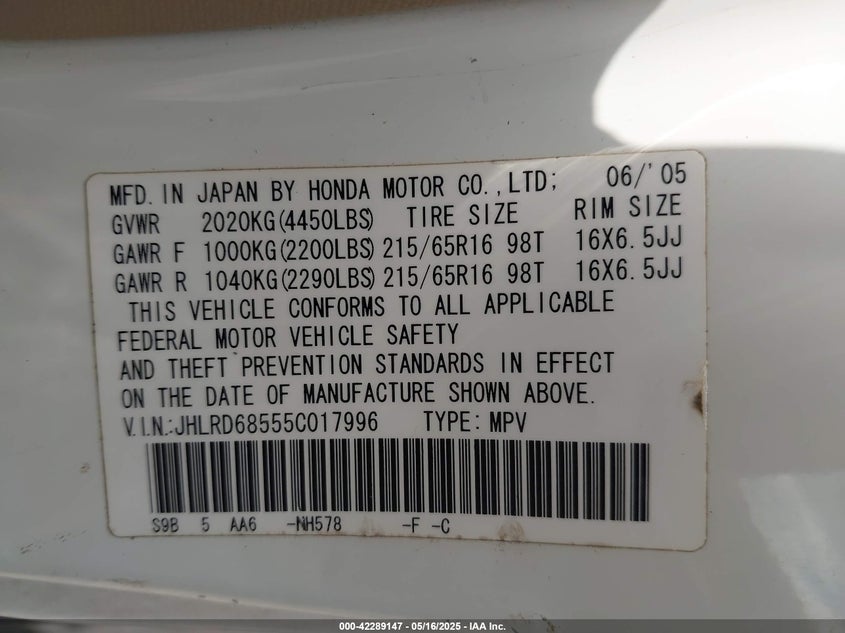 MFD. IN JAPAN BY HONDA MOTOR CO., LTD; 06/'05
GVWR 2020KG(4450LBS) TIRE SIZE RIM SIZE
GAWR F 1000KG(2200LBS) 215/65R16 98T 16X6.5JJ
GAWR R 1040KG(2290LBS) 215/65R16 98T 16X6.5JJ
THIS VEHICLE CONFORMS TO ALL APPLICABLE
FEDERAL MOTOR VEHICLE SAFETY
AND THEFT PREVENTION STANDARDS IN EFFECT
ON THE DATE OF MANUFACTURE SHOWN ABOVE.
V.I.N.:JHLRD68555C017996 TYPE: MPV
S9B 5 AA6 -NH578 -F -C
000-42289147 - 05/16/2025 - IAA Inc.